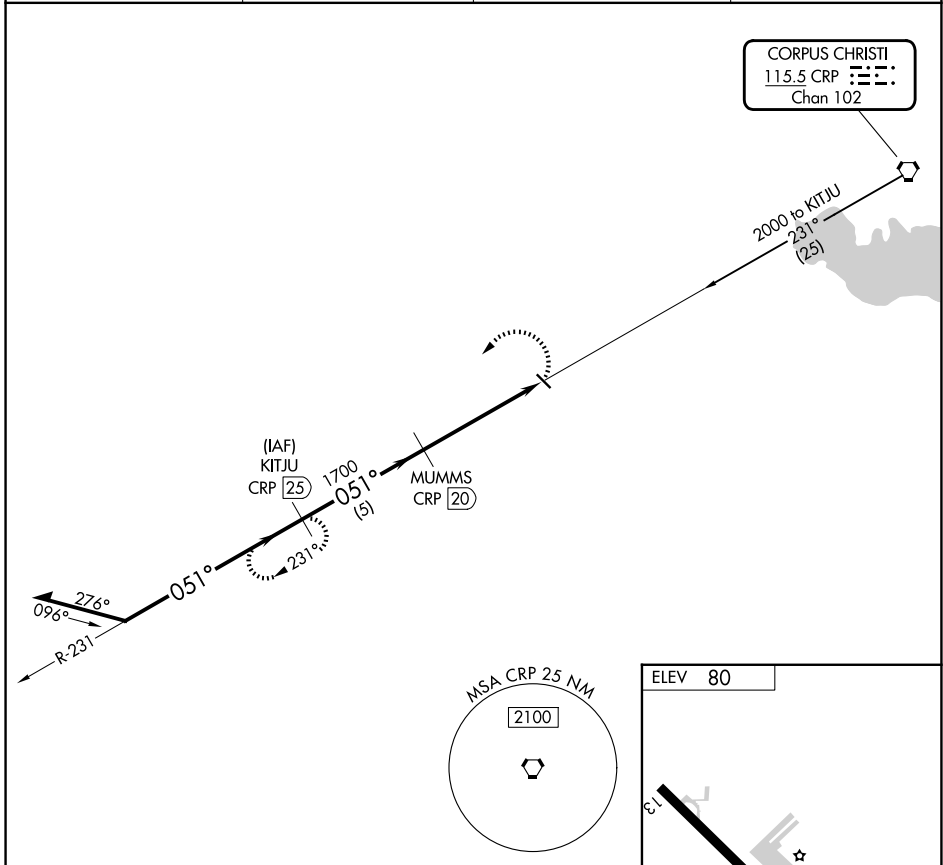 CORPUS CHRISTI
115.5 CRP
Chan 102
2000 to KITJU
231°
(25)
(IAF)
KITJU
CRP 25
1700
051°
(5)
MUMMS
CRP 20
231°
051°
276°
096°
R-231
MSA CRP 25 NM
2100
ELEV 80
13